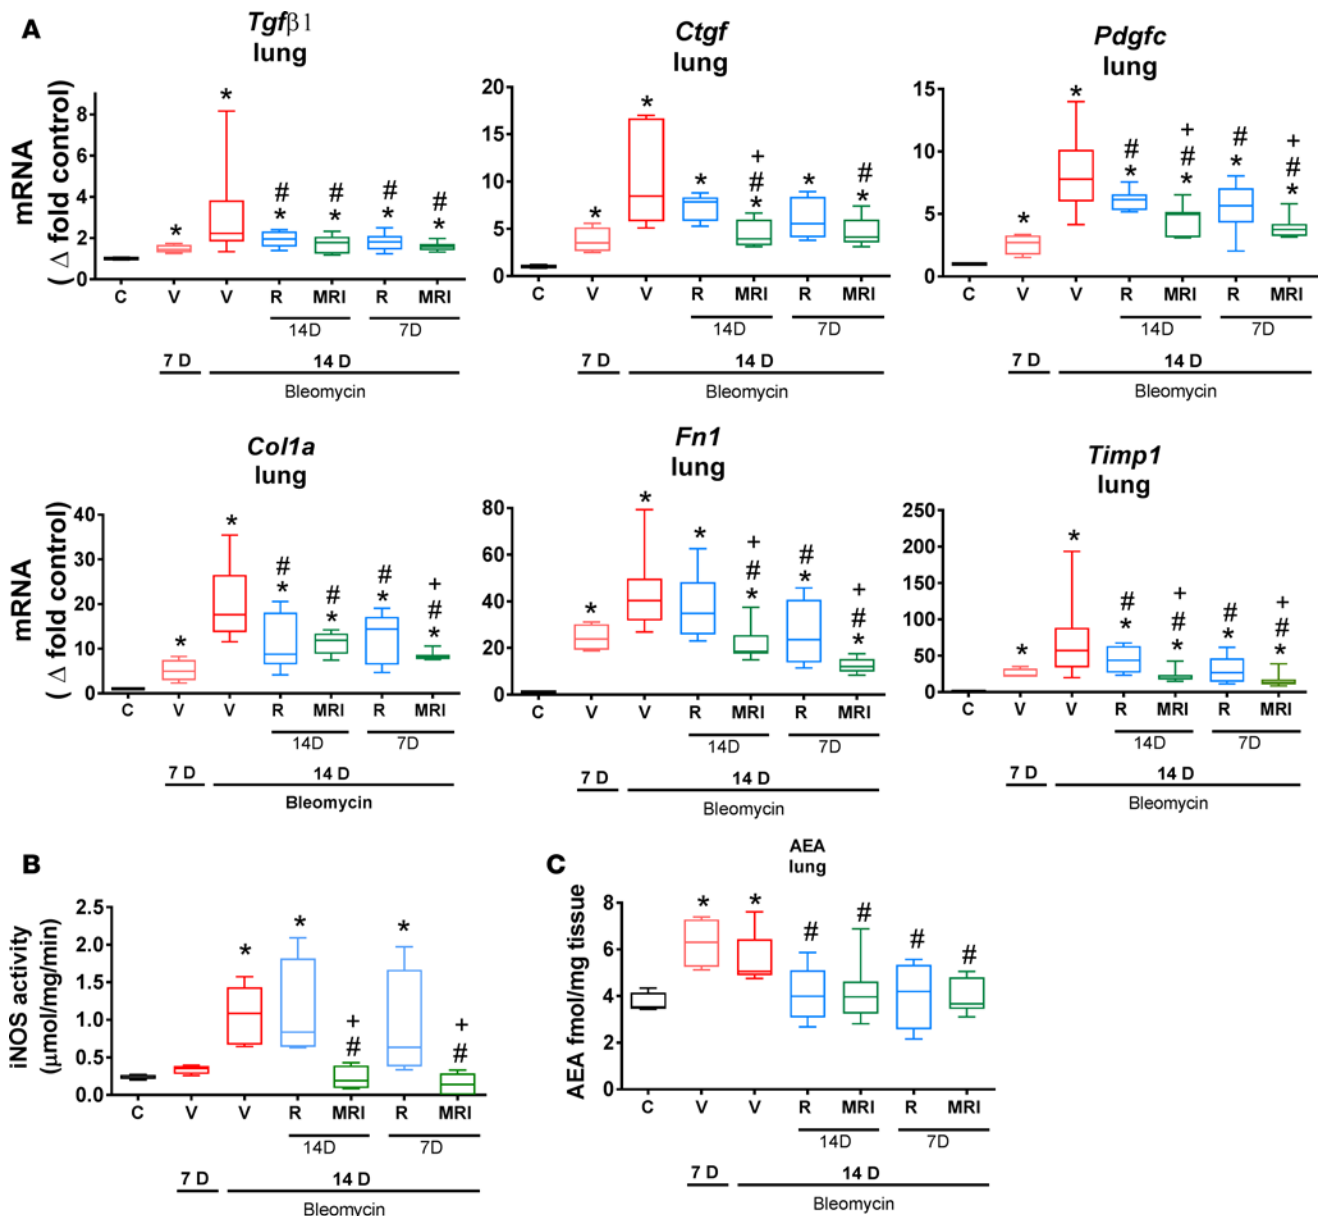 A
Tgfβ1
lung
mRNA
( Δ fold control)
8
6
4
2
0
*
*
#
*
#
*
#
*
#
*
C V V R MRI R MRI
14D 7D
7 D 14 D
Bleomycin
Ctgf
lung
20
15
10
5
0
*
*
*
+
#
*
*
#
*
C V V R MRI R MRI
14D 7D
7 D 14 D
Bleomycin
Pdgfc
lung
15
10
5
0
*
*
#
*
+
#
*
#
*
+
#
*
C V V R MRI R MRI
14D 7D
7 D 14 D
Bleomycin
Col1a
lung
mRNA
( Δ fold control)
40
30
20
10
0
*
*
#
*
#
*
#
*
+
#
*
C V V R MRI R MRI
14D 7D
7 D 14 D
Bleomycin
Fn1
lung
80
60
40
20
0
*
*
*
+
#
*
#
*
+
#
*
C V V R MRI R MRI
14D 7D
7 D 14 D
Bleomycin
Timp1
lung
250
200
150
100
50
0
*
*
#
*
+
#
*
#
*
+
#
*
C V V R MRI R MRI
14D 7D
7 D 14 D
Bleomycin
B
iNOS activity
(μmol/mg/min)
2.5
2.0
1.5
1.0
0.5
0.0
*
*
+
#
*
+
#
C V V R MRI R MRI
14D 7D
7 D 14 D
Bleomycin
C
AEA
lung
AEA fmol/mg tissue
8
6
4
2
0
*
*
#
#
#
#
C V V R MRI R MRI
14D 7D
7 D 14 D
Bleomycin